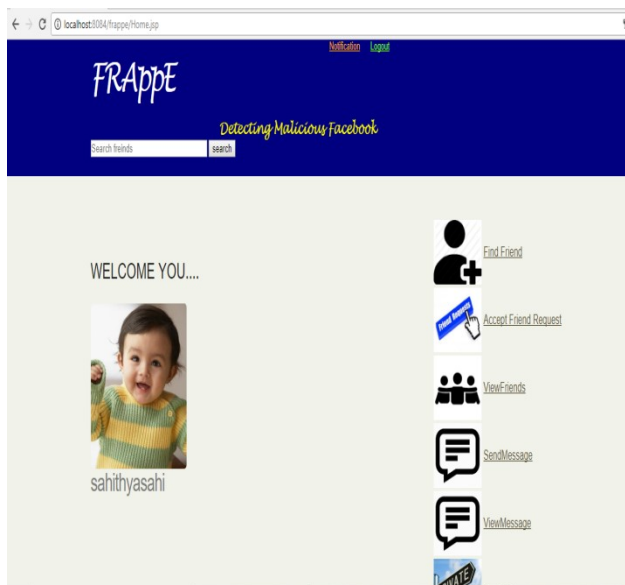 localhost:8084/frappe/Home.jsp
Notification Logout
FRAppE
Detecting Malicious Facebook
Search freinds search
WELCOME YOU....
sahithyasahi
Find Friend
Friend Requests
Accept Friend Request
ViewFriends
SendMessage
ViewMessage
PRIVATE